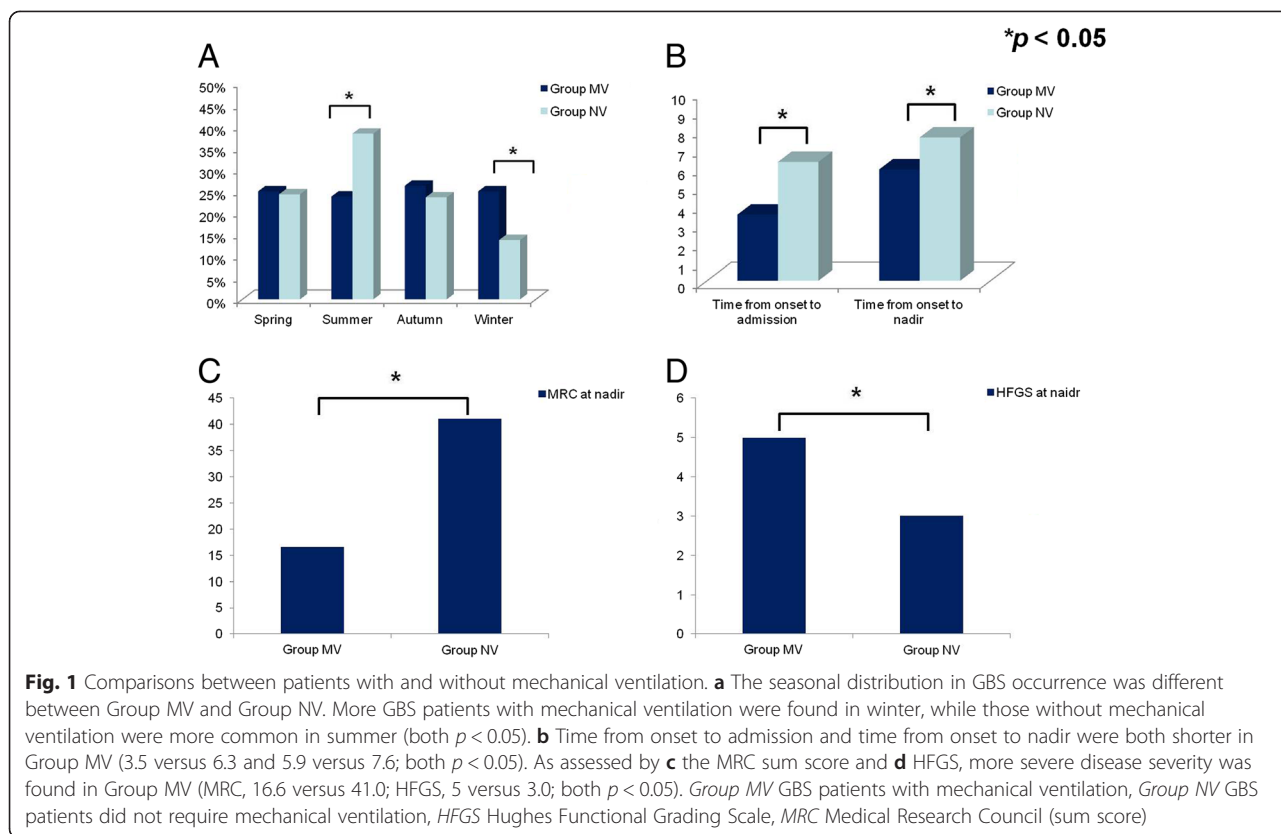 *p < 0.05
A
50%
45%
40%
35%
30%
25%
20%
15%
10%
5%
0%
*
*
Group MV
Group NV
Spring Summer Autumn Winter
B
10
9
8
7
6
5
4
3
2
1
0
*
*
Group MV
Group NV
Time from onset to
admission
Time from onset to
nadir
C
45
40
35
30
25
20
15
10
5
0
*
MRC at nadir
Group MV Group NV
D
6
5
4
3
2
1
0
*
HFGS at naidr
Group MV Group NV
Fig. 1 Comparisons between patients with and without mechanical ventilation. a The seasonal distribution in GBS occurrence was different
between Group MV and Group NV. More GBS patients with mechanical ventilation were found in winter, while those without mechanical
ventilation were more common in summer (both p < 0.05). b Time from onset to admission and time from onset to nadir were both shorter in
Group MV (3.5 versus 6.3 and 5.9 versus 7.6; both p < 0.05). As assessed by c the MRC sum score and d HFGS, more severe disease severity was
found in Group MV (MRC, 16.6 versus 41.0; HFGS, 5 versus 3.0; both p < 0.05). Group MV GBS patients with mechanical ventilation, Group NV GBS
patients did not require mechanical ventilation, HFGS Hughes Functional Grading Scale, MRC Medical Research Council (sum score)